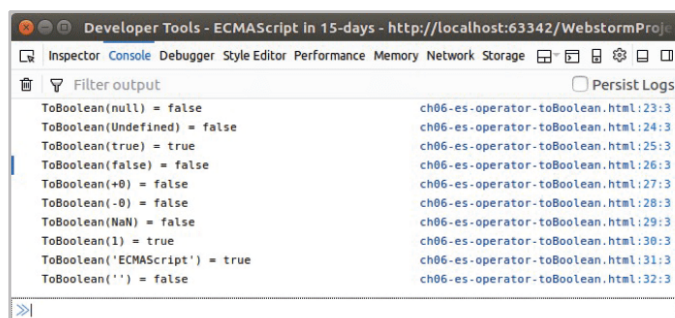 Developer Tools - ECMAScript in 15-days - http://localhost:63342/WebstormProje
Inspector Console Debugger Style Editor Performance Memory Network Storage
Filter output Persist Logs
ToBoolean(null) = false ch06-es-operator-toBoolean.html:23:3
ToBoolean(Undefined) = false ch06-es-operator-toBoolean.html:24:3
ToBoolean(true) = true ch06-es-operator-toBoolean.html:25:3
ToBoolean(false) = false ch06-es-operator-toBoolean.html:26:3
ToBoolean(+0) = false ch06-es-operator-toBoolean.html:27:3
ToBoolean(-0) = false ch06-es-operator-toBoolean.html:28:3
ToBoolean(NaN) = false ch06-es-operator-toBoolean.html:29:3
ToBoolean(1) = true ch06-es-operator-toBoolean.html:30:3
ToBoolean('ECMAScript') = true ch06-es-operator-toBoolean.html:31:3
ToBoolean('') = false ch06-es-operator-toBoolean.html:32:3